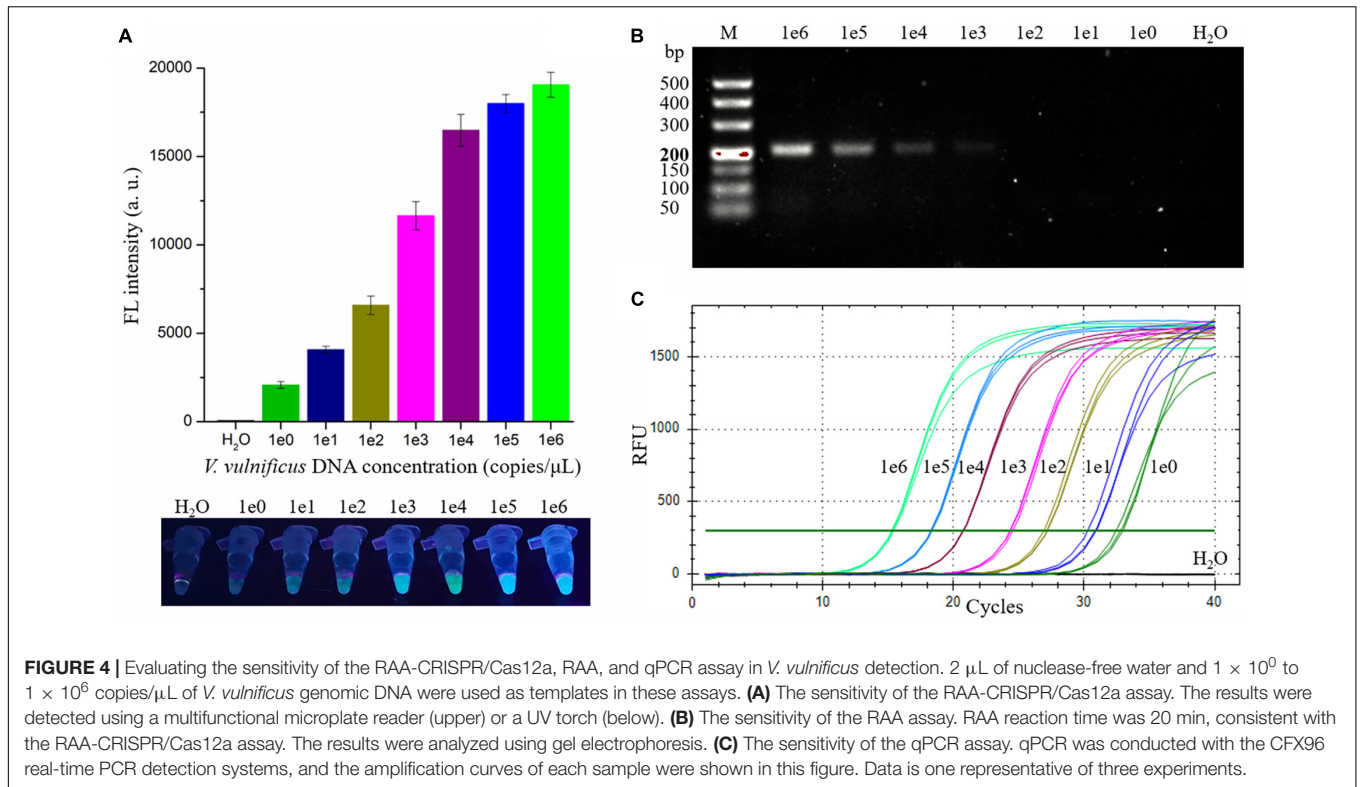 A
20000
15000
10000
5000
0
FL intensity (a. u.)
H₂O 1e0 1e1 1e2 1e3 1e4 1e5 1e6
V. vulnificus DNA concentration (copies/μL)
H₂O 1e0 1e1 1e2 1e3 1e4 1e5 1e6
B
M 1e6 1e5 1e4 1e3 1e2 1e1 1e0 H₂O
bp
500
400
300
200
150
100
50
C
1500
1000
500
0
RFU
1e6 1e5 1e4 1e3 1e2 1e1 1e0
H₂O
0 10 20 30 40
Cycles
FIGURE 4 | Evaluating the sensitivity of the RAA-CRISPR/Cas12a, RAA, and qPCR assay in V. vulnificus detection. 2 μL of nuclease-free water and 1 × 10⁰ to
1 × 10⁶ copies/μL of V. vulnificus genomic DNA were used as templates in these assays. (A) The sensitivity of the RAA-CRISPR/Cas12a assay. The results were
detected using a multifunctional microplate reader (upper) or a UV torch (below). (B) The sensitivity of the RAA assay. RAA reaction time was 20 min, consistent with
the RAA-CRISPR/Cas12a assay. The results were analyzed using gel electrophoresis. (C) The sensitivity of the qPCR assay. qPCR was conducted with the CFX96
real-time PCR detection systems, and the amplification curves of each sample were shown in this figure. Data is one representative of three experiments.